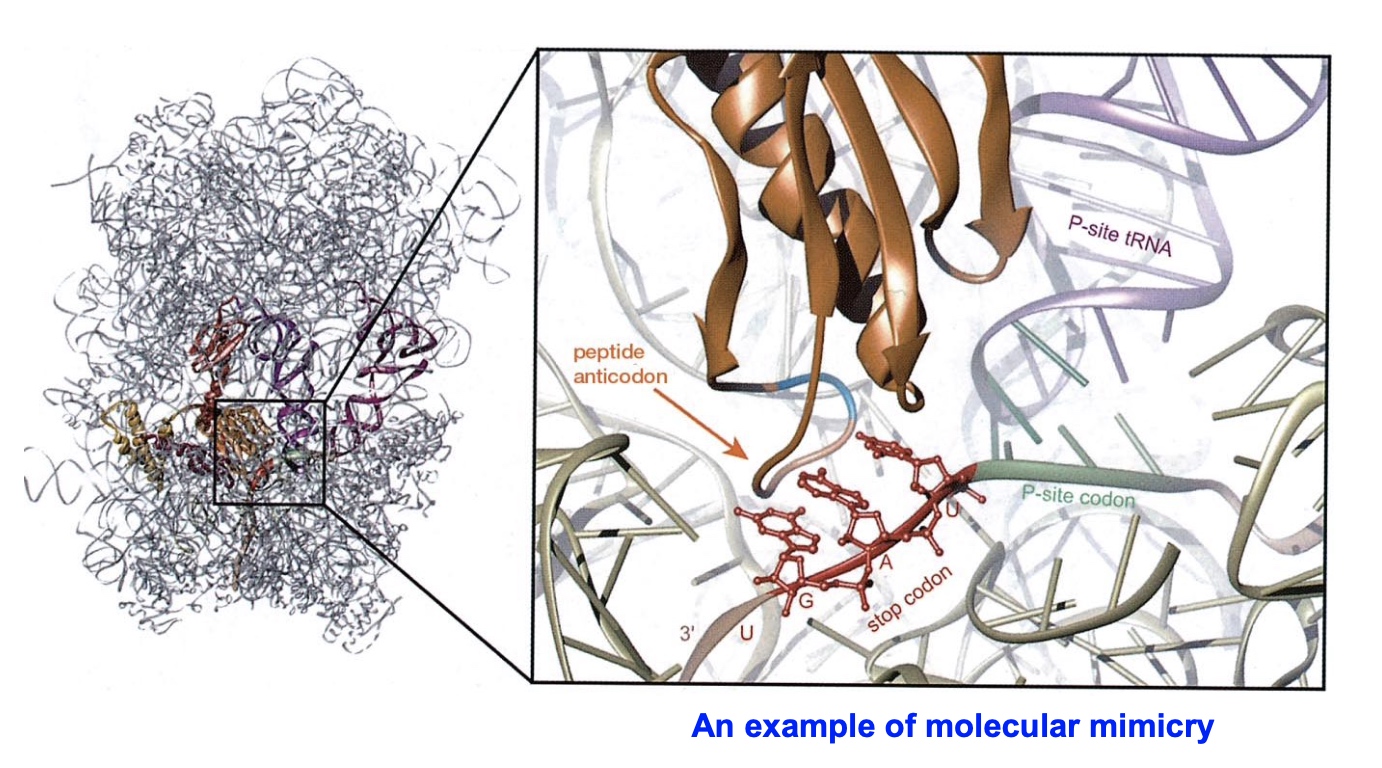 P-site tRNA
peptide
anticodon
P-site codon
U
A
stop codon
G
3' U
An example of molecular mimicry